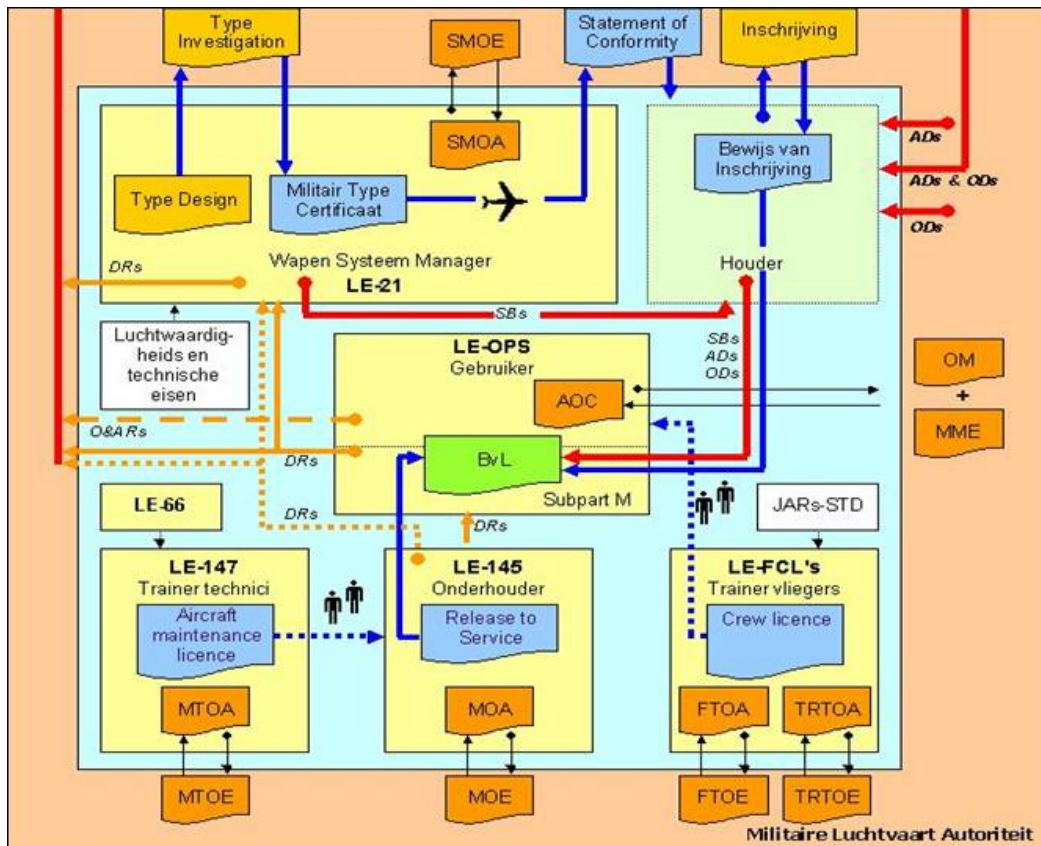 Type
Investigation
SMOE
Statement of
Conformity
Inschrijving
SMOA
Type Design
Militair Type
Certificaat
Bewijs van
Inschrijving
ADs
ADs & ODs
ODs
DRs
Wapen Systeem Manager
LE-21
Houder
SBs
Luchtwaardig-
heids en
technische
eisen
LE-OPS
Gebruiker
AOC
SBs
ADs
ODs
OM
+
MME
O&ARs
DRs
BvL
Subpart M
LE-66
DRs
DRs
JARs-STD
LE-147
Trainer technici
Aircraft
maintenance
licence
LE-145
Onderhouder
Release to
Service
LE-FCL's
Trainer vliegers
Crew licence
MTOA
MOA
FTOA
TRTOA
MTOE
MOE
FTOE
TRTOE
Militaire Luchtvaart Autoriteit